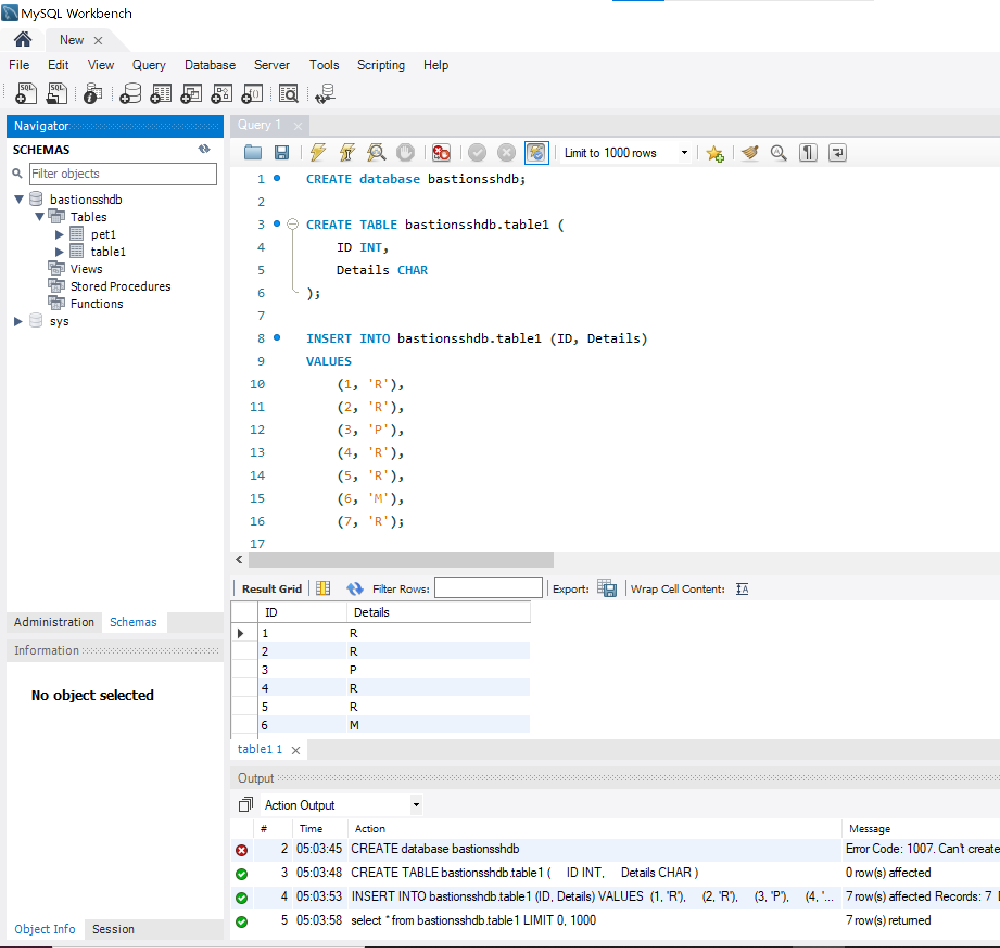 MySQL Workbench
New
File Edit View Query Database Server Tools Scripting Help
Navigator
SCHEMAS
Filter objects
bastionsshdb
Tables
pet1
table1
Views
Stored Procedures
Functions
sys
Administration Schemas
Information
No object selected
Object Info Session
Query 1
Limit to 1000 rows
1 CREATE database bastionsshdb;
2
3 CREATE TABLE bastionsshdb.table1 (
4 ID INT,
5 Details CHAR
6 );
7
8 INSERT INTO bastionsshdb.table1 (ID, Details)
9 VALUES
10 (1, 'R'),
11 (2, 'R'),
12 (3, 'P'),
13 (4, 'R'),
14 (5, 'R'),
15 (6, 'M'),
16 (7, 'R');
17
Result Grid Filter Rows: Export: Wrap Cell Content:
ID Details
1 R
2 R
3 P
4 R
5 R
6 M
table1 1
Output
Action Output
# Time Action Message
2 05:03:45 CREATE database bastionsshdb Error Code: 1007. Can't create
3 05:03:48 CREATE TABLE bastionsshdb.table1 ( ID INT, Details CHAR ) 0 row(s) affected
4 05:03:53 INSERT INTO bastionsshdb.table1 (ID, Details) VALUES (1, 'R'), (2, 'R'), (3, 'P'), (4, '... 7 row(s) affected Records: 7
5 05:03:58 select * from bastionsshdb.table1 LIMIT 0, 1000 7 row(s) returned